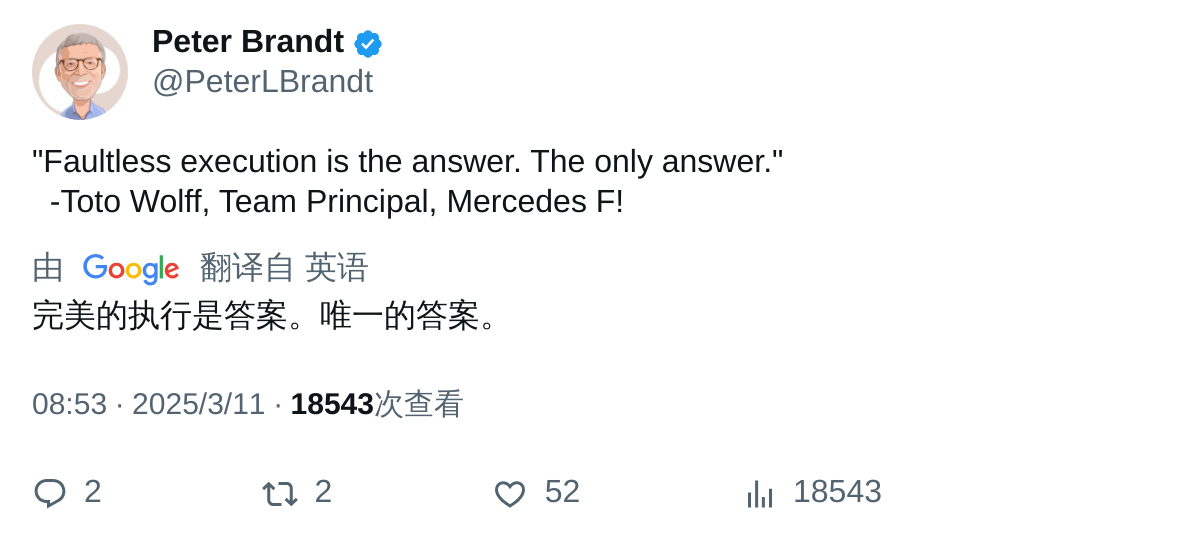 Peter Brandt
@PeterLBrandt
"Faultless execution is the answer. The only answer."
-Toto Wolff, Team Principal, Mercedes F!
由 Google 翻译自 英语
完美的执行是答案。唯一的答案。
08:53 · 2025/3/11 · 18543次查看
2 2 52 18543